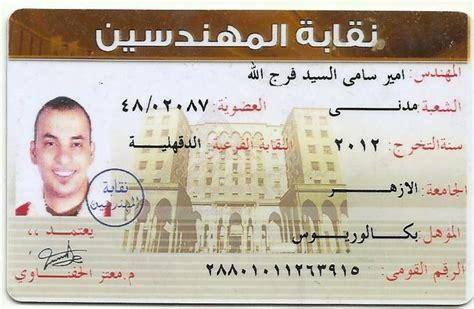 نقابة المهندسين
المهندس: امير سامى السيد فرج الله
الشعبة: مدنى العضوية: ٤٨/٠٢٠٨٧
سنة التخرج: ٢٠١٢ النقابة الفرعية: الدقهلية
الجامعة: الازهر
نقابة المهندسين
المؤهل: بكالوريوس يعتمد ،،
الرقم القومى: ٢٨٨٠١٠١١٢٦٣٩١٥ م. معتز الحفناوي